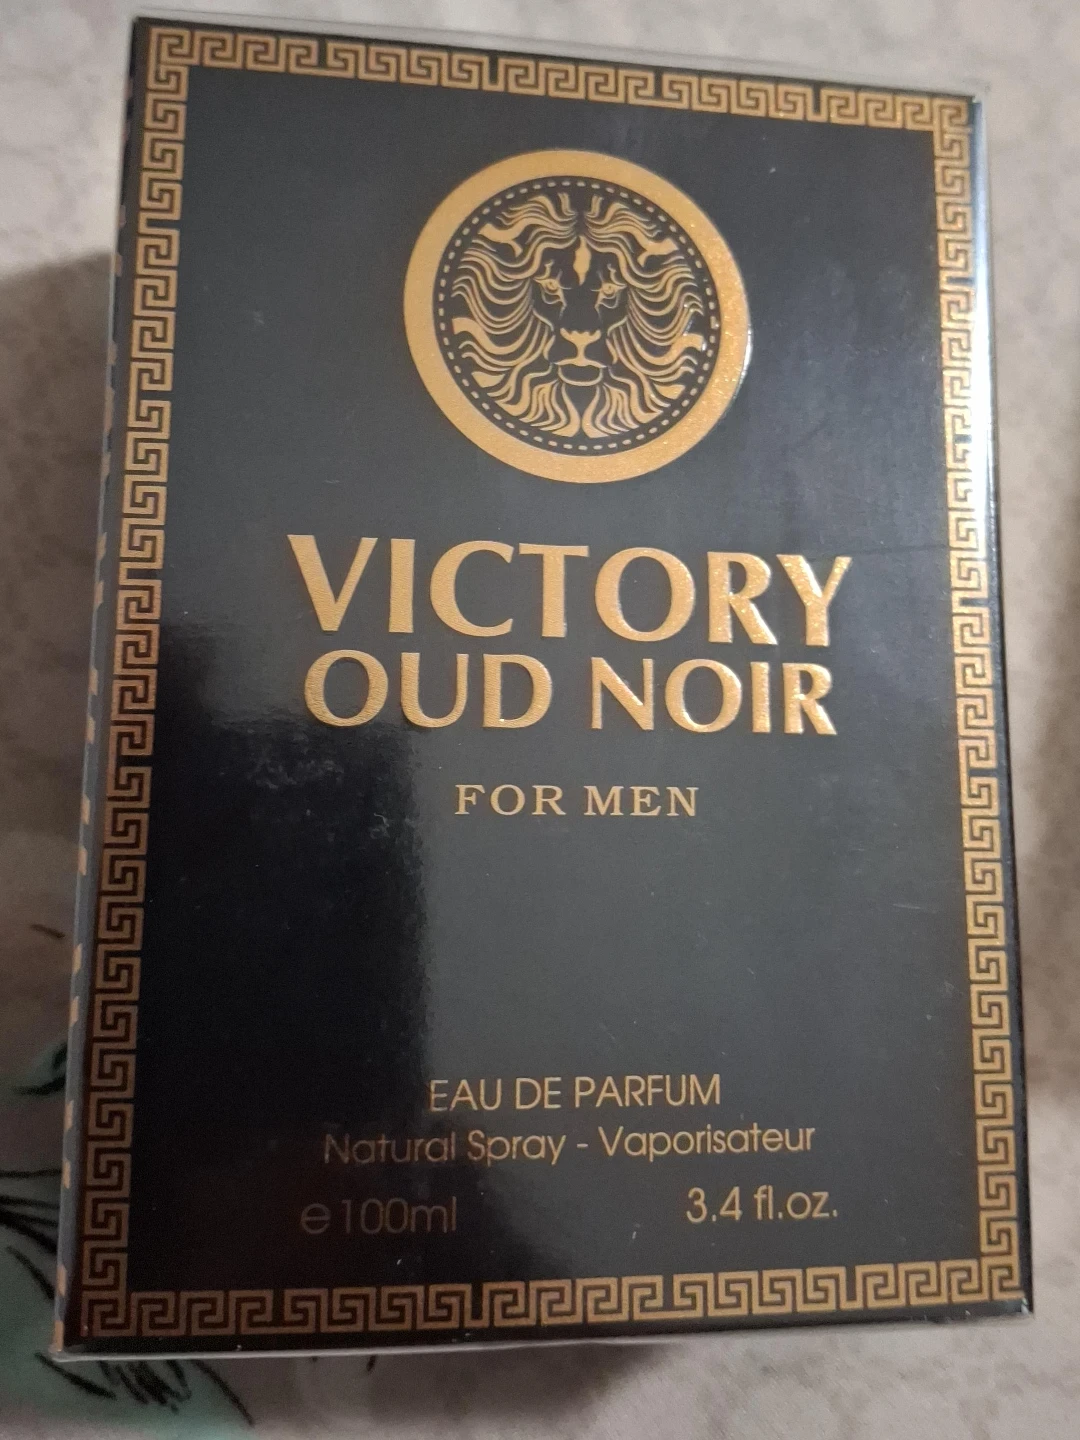 VICTORY
OUD NOIR
FOR MEN
EAU DE PARFUM
Natural Spray - Vaporisateur
℮100ml 3.4 fl.oz.